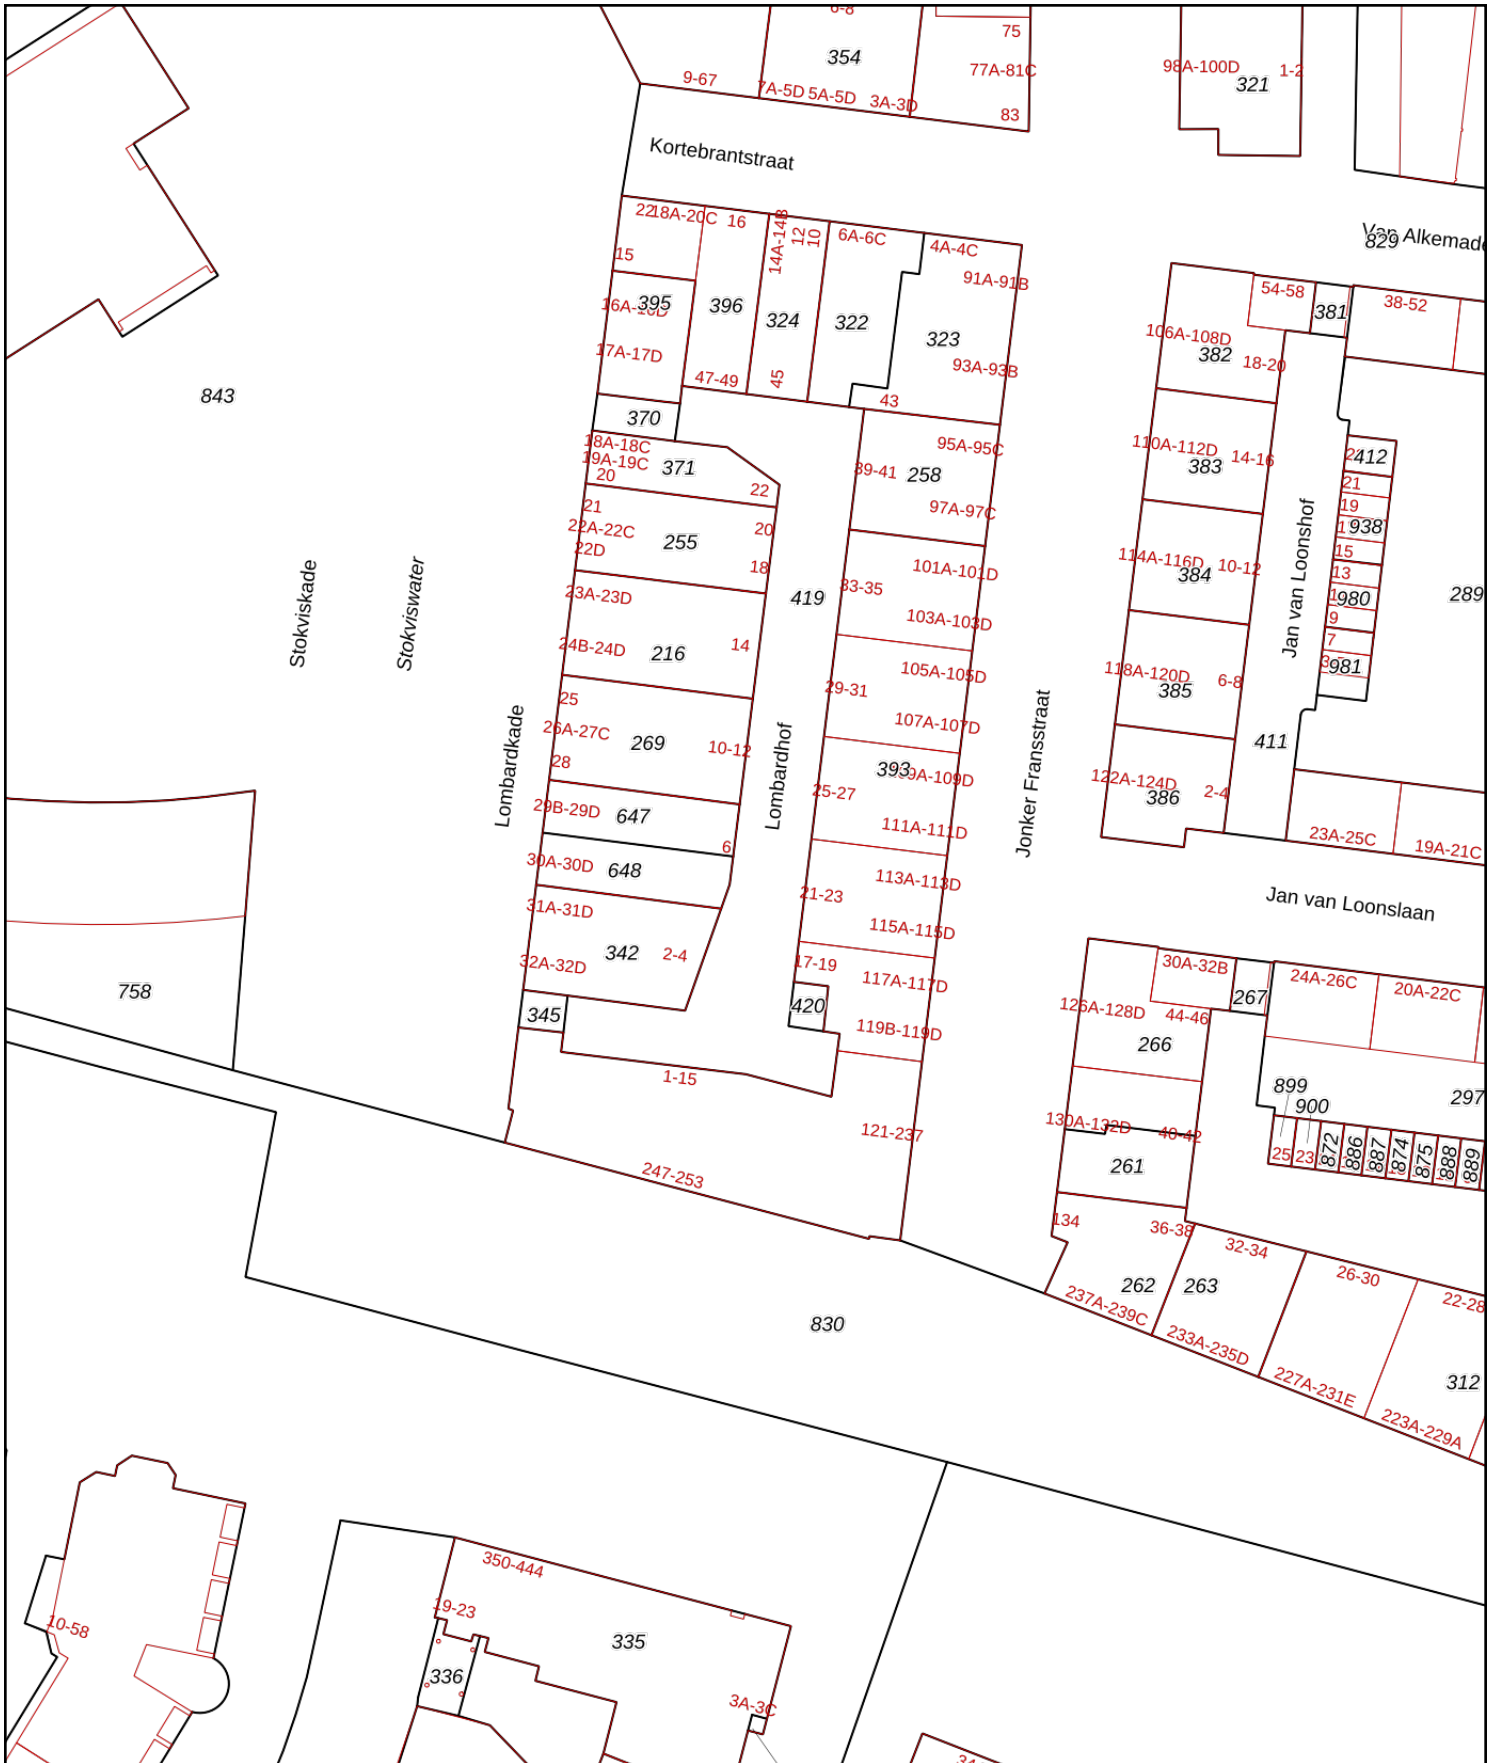 6-8
75
354
77A-81C
98A-100D
1-2
321
9-67
7A-5D
5A-5D
3A-3D
83
Kortebrantstraat
22
18A-20C
16
14A-14B
12
10
6A-6C
4A-4C
Van Alkemade
829
15
91A-91B
54-58
381
38-52
395
396
324
322
323
106A-108D
382
18-20
17A-17D
47-49
45
93A-93B
43
843
370
18A-18C
19A-19C
20
371
22
39-41
258
95A-95C
97A-97C
110A-112D
383
14-16
412
21
19
938
15
13
980
9
7
981
21
22A-22C
22D
255
20
18
Stokviskade
Stokviswater
419
33-35
101A-101D
103A-103D
114A-116D
384
10-12
Jan van Loonshof
289
23A-23D
24B-24D
216
14
29-31
105A-105D
107A-107D
118A-120D
385
6-8
25
26A-27C
28
269
10-12
Lombardkade
Lombardhof
Jonker Fransstraat
411
393
109A-109D
25-27
111A-111D
122A-124D
386
2-4
29B-29D
647
6
23A-25C
19A-21C
30A-30D
648
21-23
113A-113D
115A-115D
Jan van Loonslaan
31A-31D
32A-32D
342
2-4
17-19
117A-117D
119B-119D
420
345
758
30A-32B
267
24A-26C
20A-22C
126A-128D
44-46
266
1-15
121-237
247-253
899
900
297
130A-132D
40-42
261
25
23
872
886
887
874
875
888
889
134
36-38
262
237A-239C
263
32-34
233A-235D
26-30
227A-231E
22-28
312
223A-229A
830
350-444
19-23
335
336
10-58
3A-3C